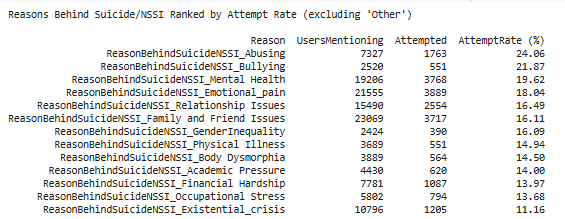 Reasons Behind Suicide/NSSI Ranked by Attempt Rate (excluding 'Other')
Reason UsersMentioning Attempted AttemptRate (%)
ReasonBehindSuicideNSSI_Abusing 7327 1763 24.06
ReasonBehindSuicideNSSI_Bullying 2520 551 21.87
ReasonBehindSuicideNSSI_Mental Health 19206 3768 19.62
ReasonBehindSuicideNSSI_Emotional_pain 21555 3889 18.04
ReasonBehindSuicideNSSI_Relationship Issues 15490 2554 16.49
ReasonBehindSuicideNSSI_Family and Friend Issues 23069 3717 16.11
ReasonBehindSuicideNSSI_GenderInequality 2424 390 16.09
ReasonBehindSuicideNSSI_Physical Illness 3689 551 14.94
ReasonBehindSuicideNSSI_Body Dysmorphia 3889 564 14.50
ReasonBehindSuicideNSSI_Academic Pressure 4430 620 14.00
ReasonBehindSuicideNSSI_Financial Hardship 7781 1087 13.97
ReasonBehindSuicideNSSI_Occupational Stress 5802 794 13.68
ReasonBehindSuicideNSSI_Existential_crisis 10796 1205 11.16